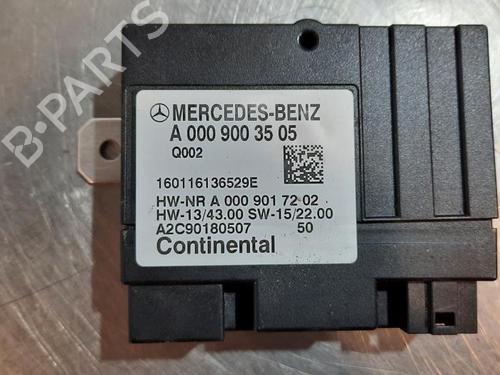 B-PARTS
MERCEDES-BENZ
A 000 900 35 05
Q002
160116136529E
HW-NR A 000 901 72 02
HW-13/43.00 SW-15/22.00
A2C90180507 50
Continental